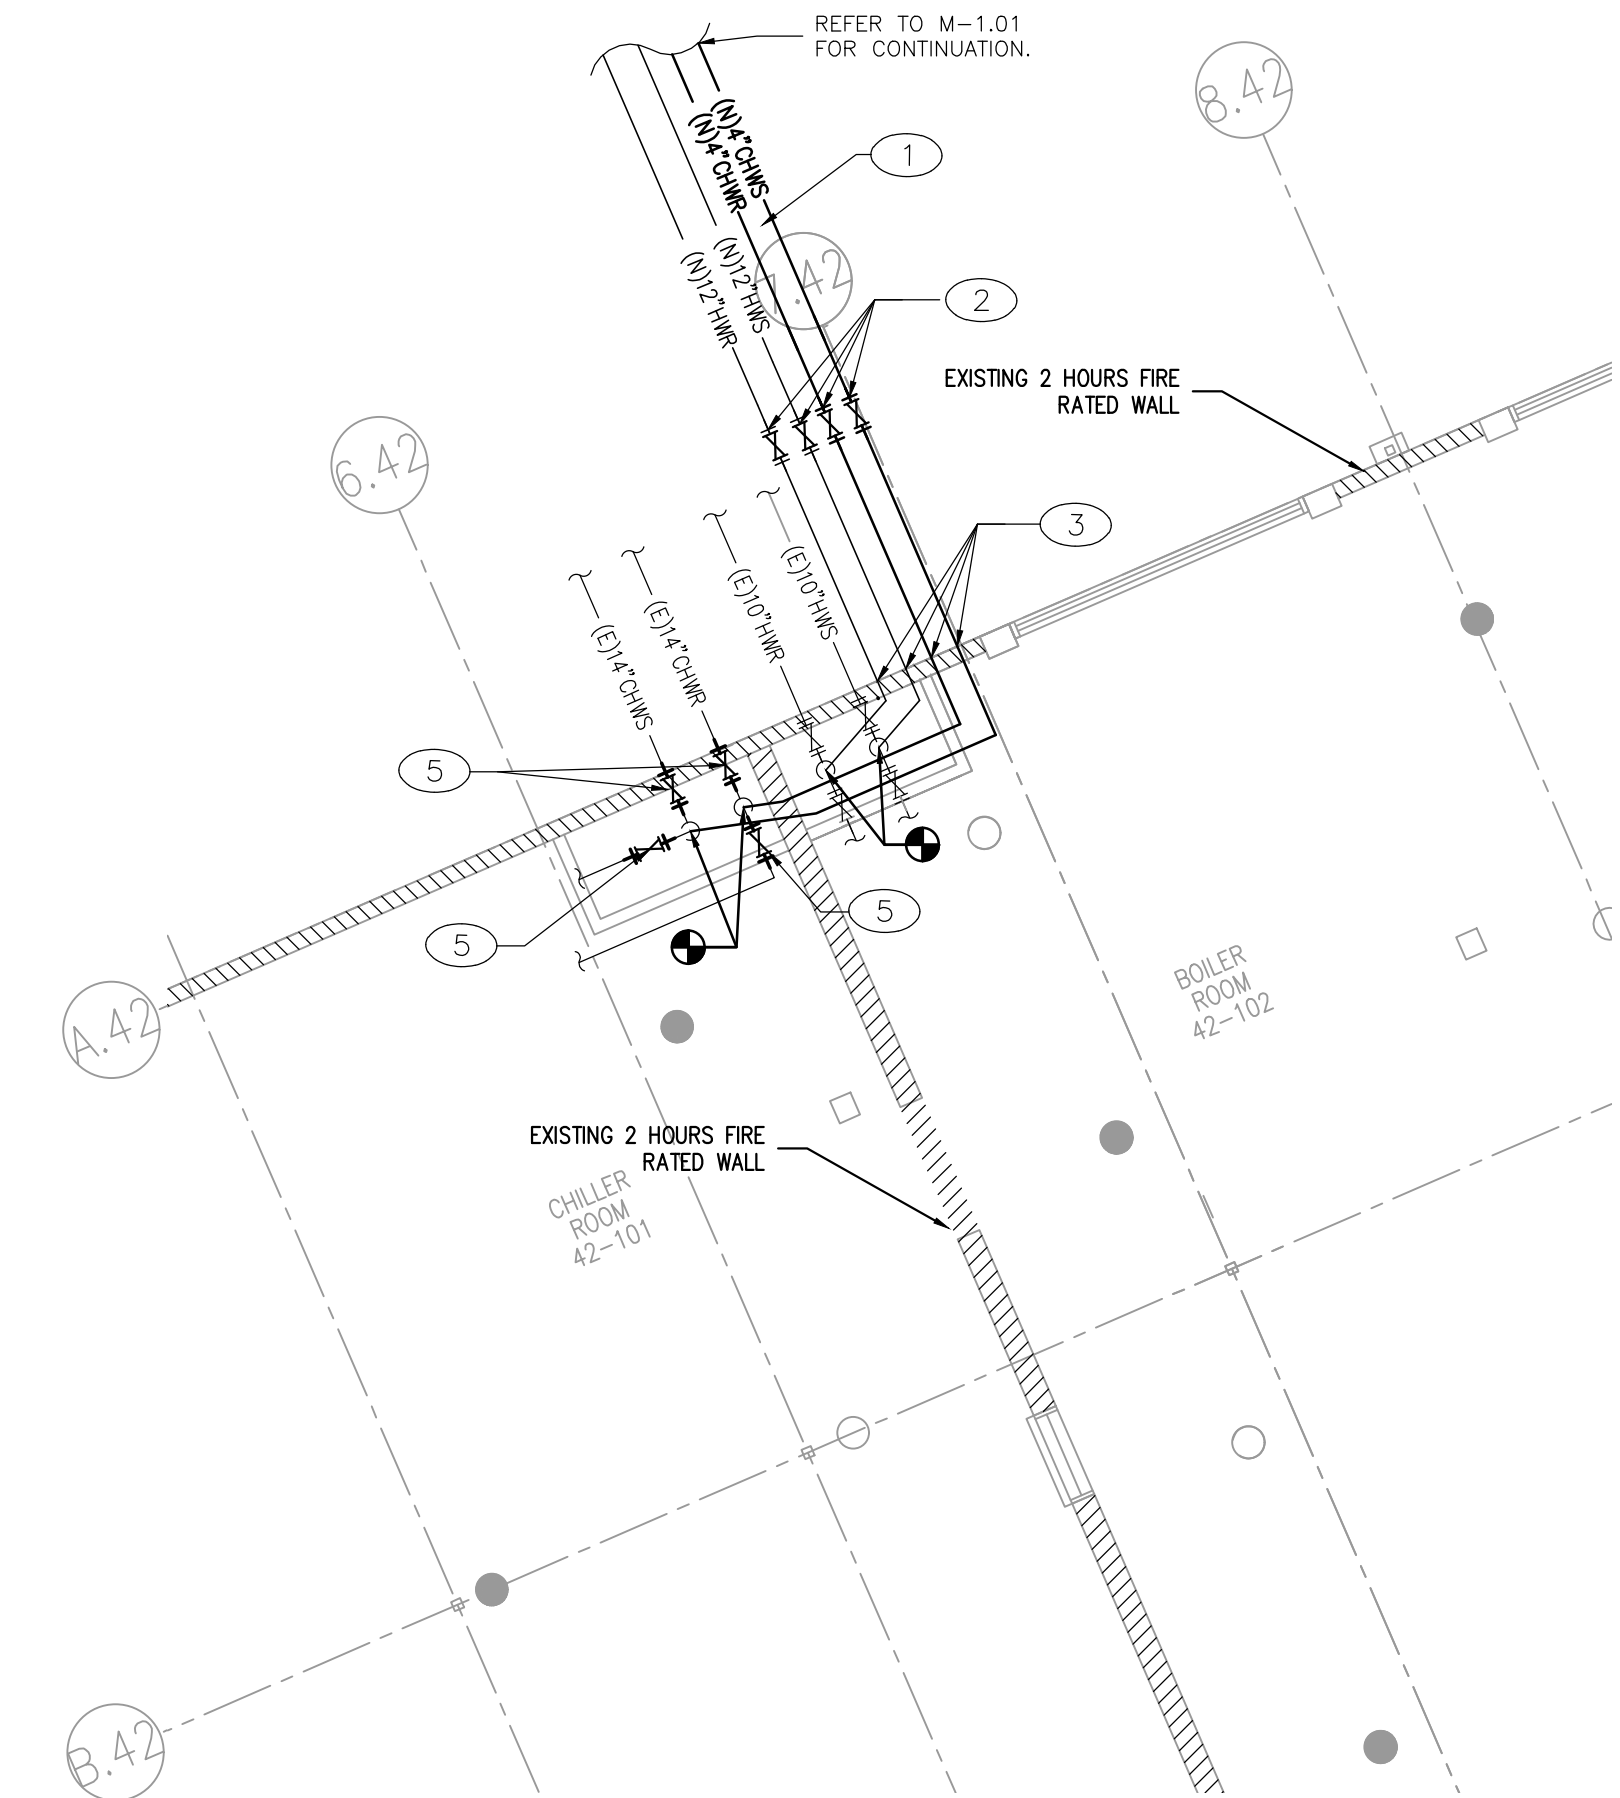 REFER TO M-1.01
FOR CONTINUATION.
8.42
(N)4"CHWS
(N)4"CHWR
1
(N)12"HWS
(N)12"HWR
7.42
2
EXISTING 2 HOURS FIRE
RATED WALL
6.42
3
(E)10"HWS
(E)10"HWR
(E)14"CHWR
(E)14"CHWS
5
5
5
A.42
BOILER
ROOM
42-102
EXISTING 2 HOURS FIRE
RATED WALL
CHILLER
ROOM
42-101
B.42